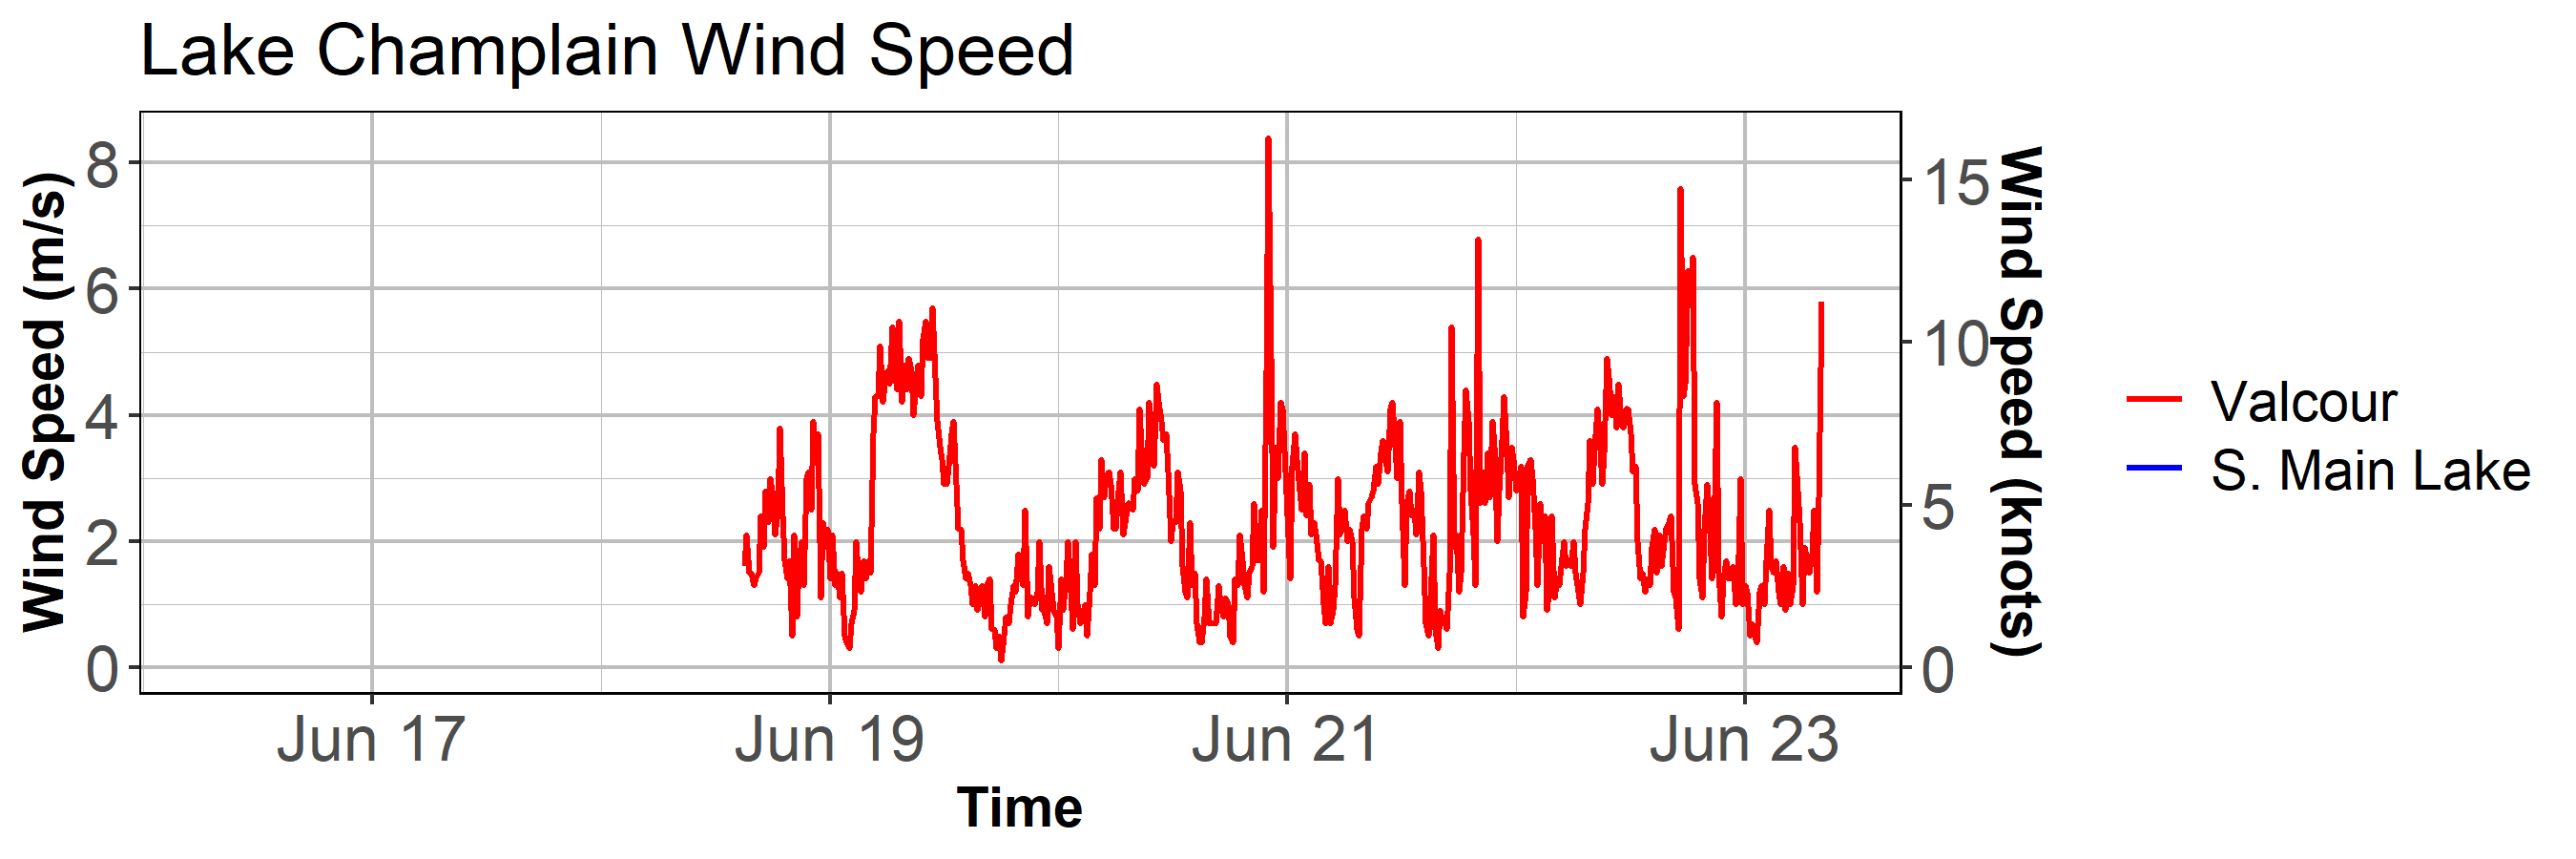 Lake Champlain Wind Speed
Wind Speed (m/s)
8
6
4
2
0
15
10
5
0
Wind Speed (knots)
Jun 17
Jun 19
Jun 21
Jun 23
Time
Valcour
S. Main Lake